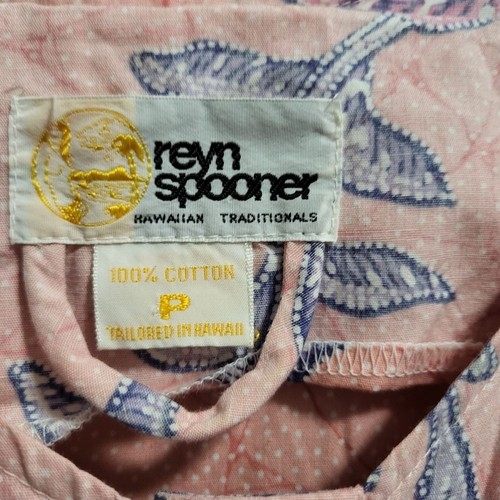 reyn
spooner
HAWAIIAN TRADITIONALS
100% COTTON
P
TAILORED IN HAWAII